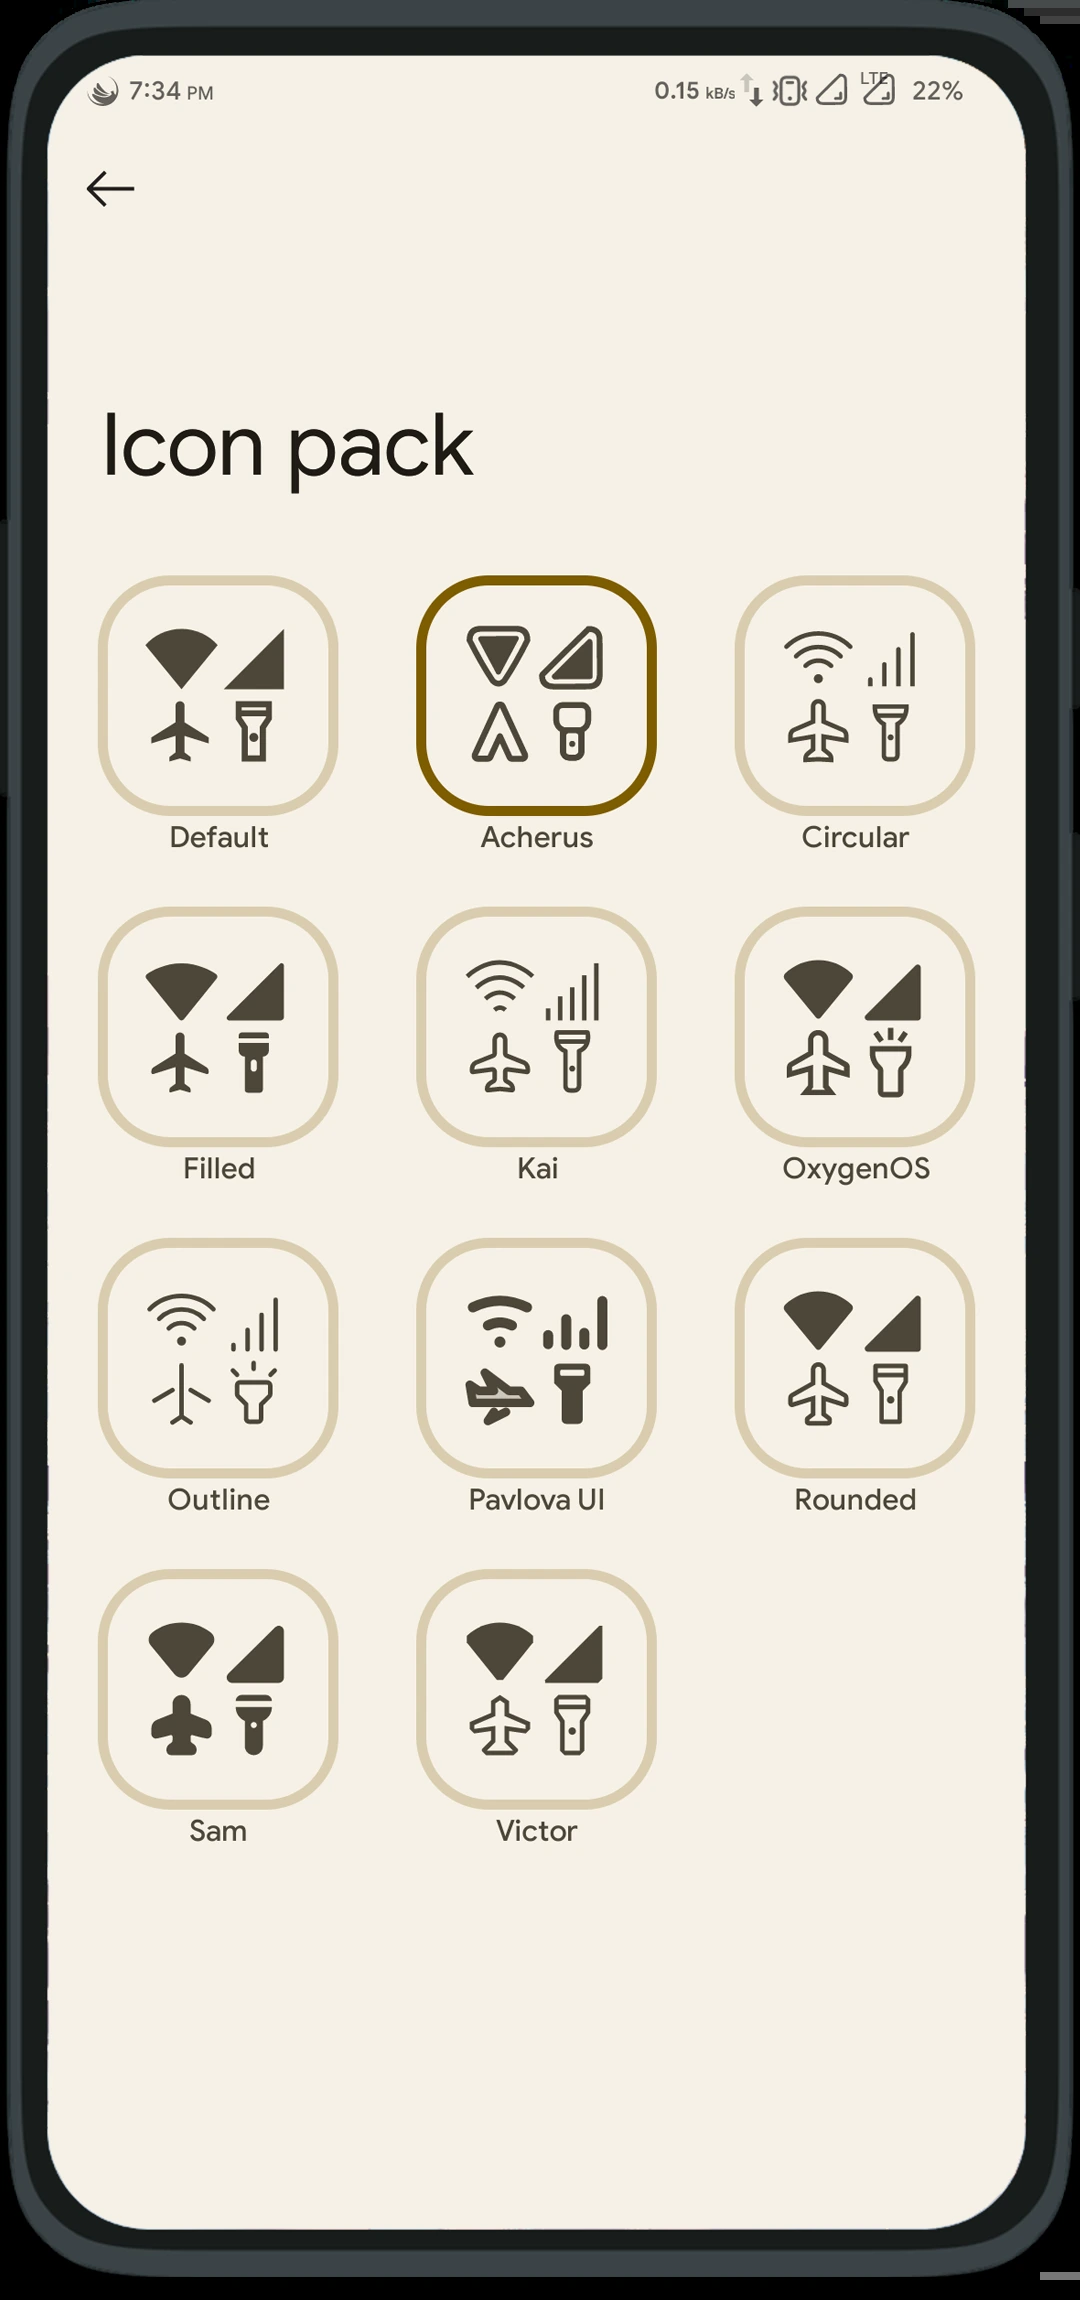 7:34 PM 0.15 kB/s LTE 22%
Icon pack
Default Acherus Circular
Filled Kai OxygenOS
Outline Pavlova UI Rounded
Sam Victor